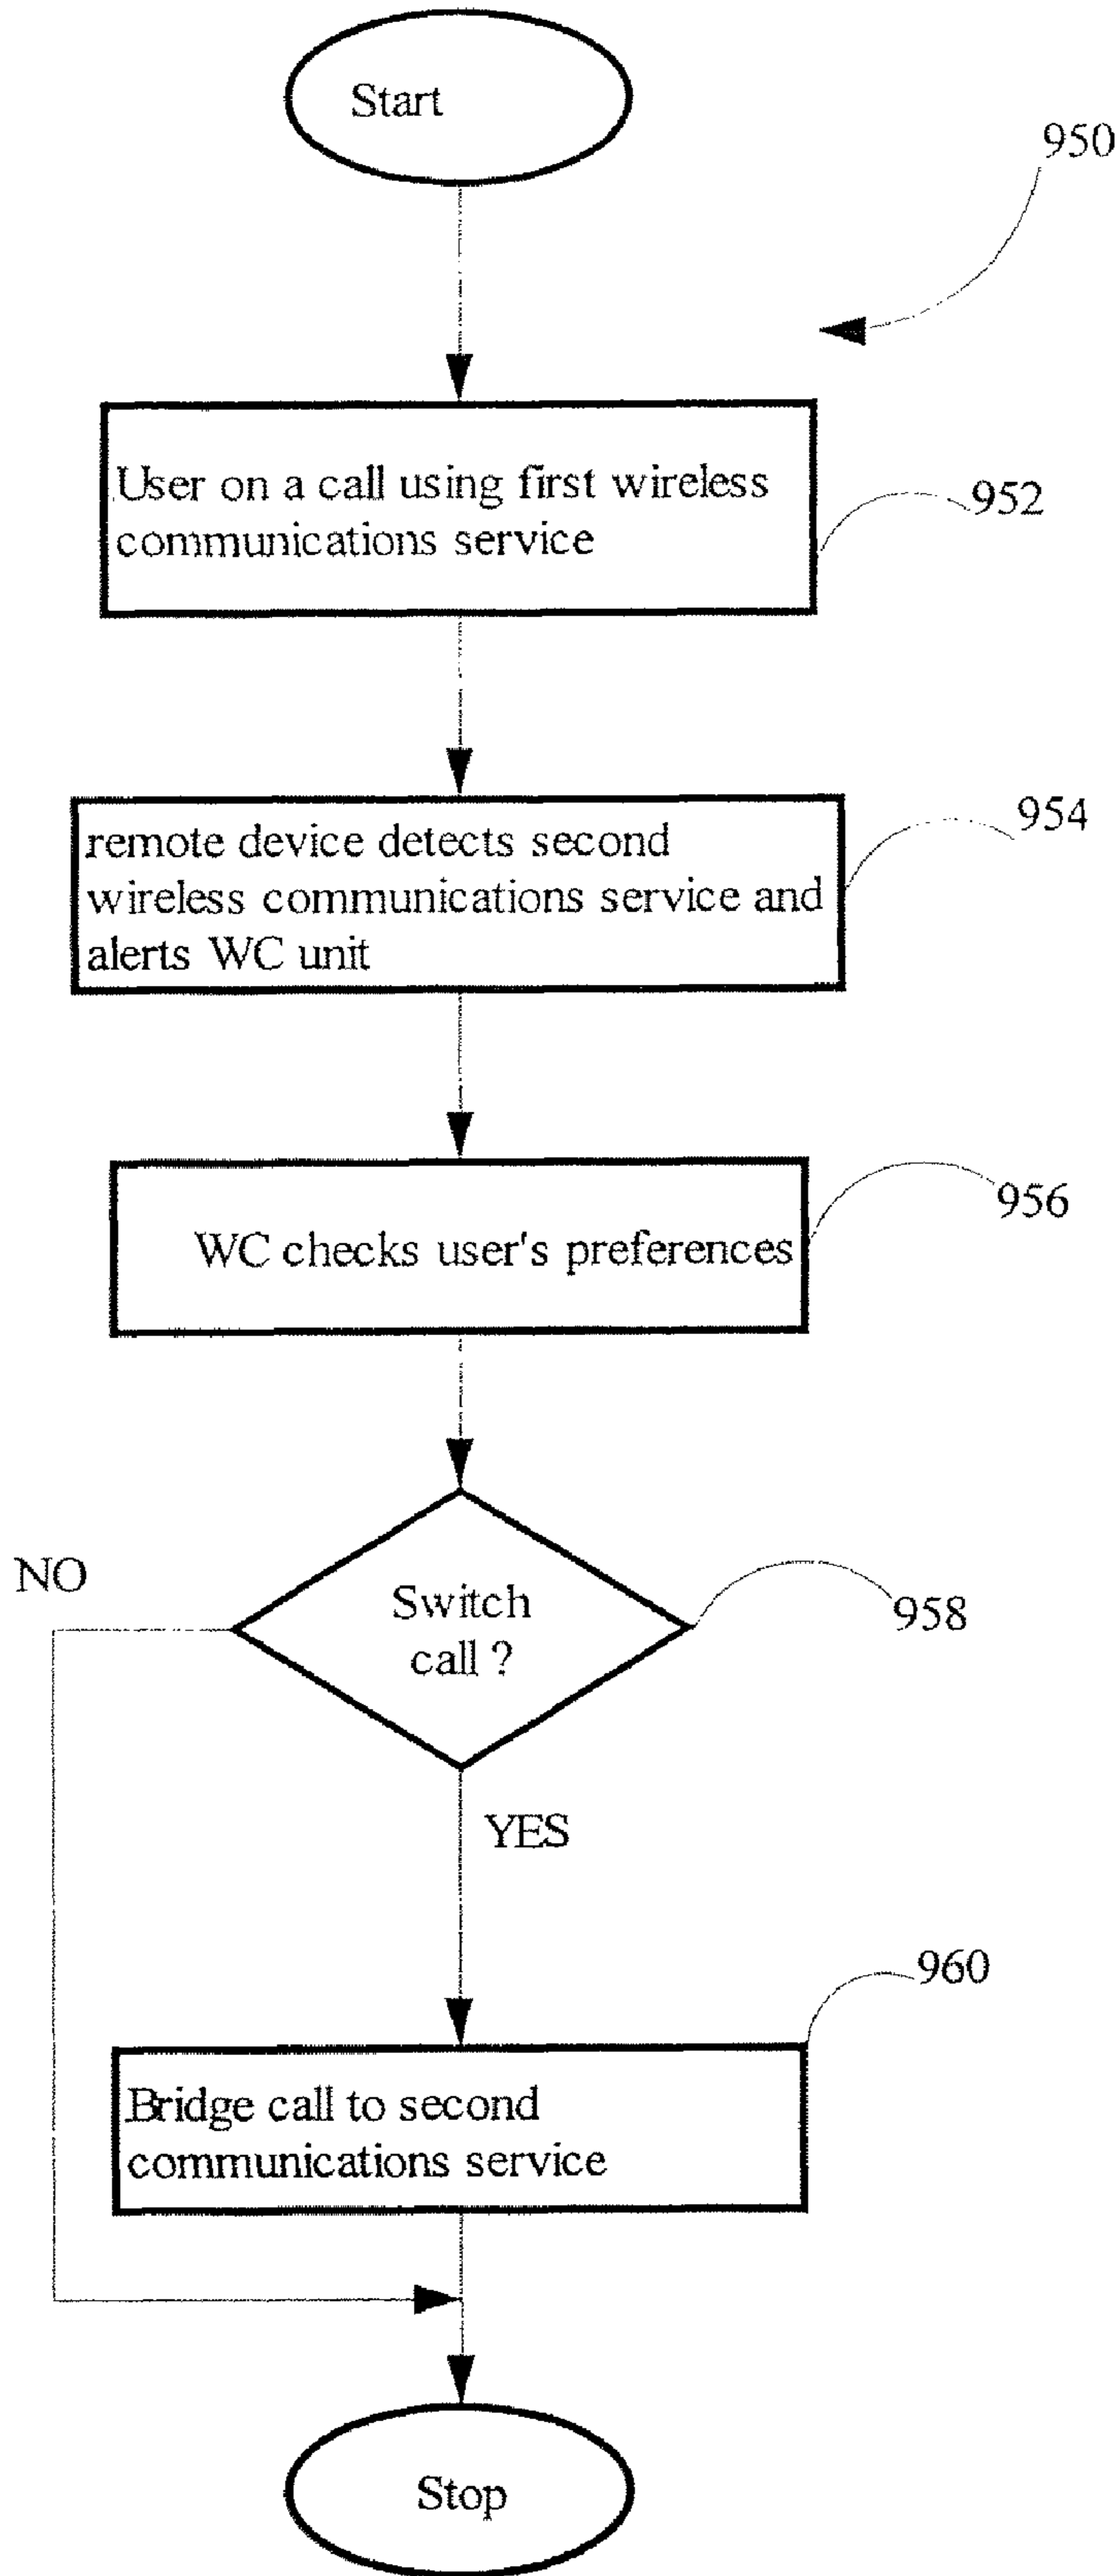 Start
950
User on a call using first wireless
communications service
952
remote device detects second
wireless communications service and
alerts WC unit
954
WC checks user's preferences
956
NO
Switch
call ?
958
YES
960
Bridge call to second
communications service
Stop